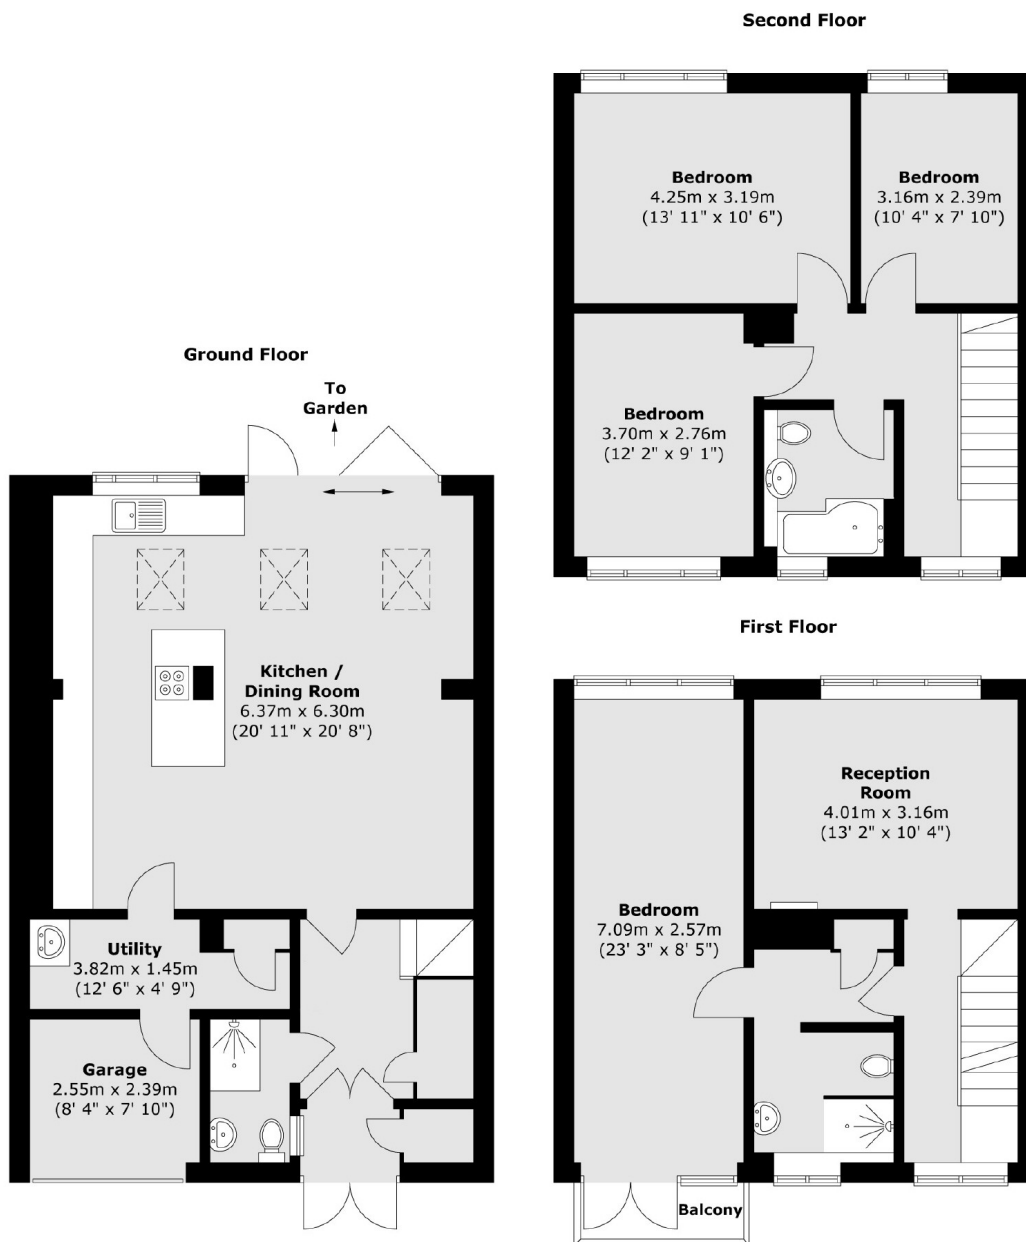 Second Floor
Bedroom
4.25m x 3.19m
(13' 11" x 10' 6")
Bedroom
3.16m x 2.39m
(10' 4" x 7' 10")
Bedroom
3.70m x 2.76m
(12' 2" x 9' 1")
Ground Floor
To
Garden
Kitchen /
Dining Room
6.37m x 6.30m
(20' 11" x 20' 8")
Utility
3.82m x 1.45m
(12' 6" x 4' 9")
Garage
2.55m x 2.39m
(8' 4" x 7' 10")
First Floor
Reception
Room
4.01m x 3.16m
(13' 2" x 10' 4")
Bedroom
7.09m x 2.57m
(23' 3" x 8' 5")
Balcony